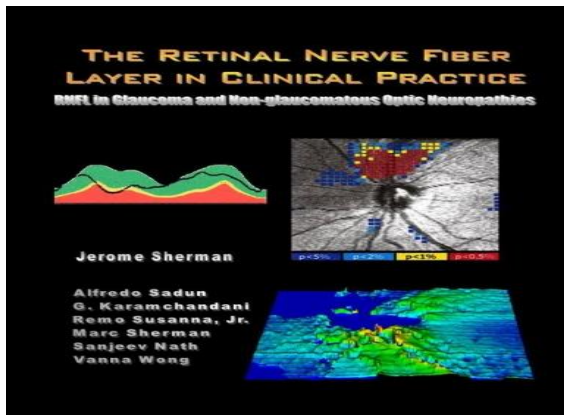 THE RETINAL NERVE FIBER
LAYER IN CLINICAL PRACTICE
RNFL in Glaucoma and Non-glaucomatous Optic Neuropathies
Jerome Sherman
p<5% p<2% p<1% p<0.5%
Alfredo Sadun
G. Karamchandani
Remo Susanna, Jr.
Marc Sherman
Sanjeev Nath
Vanna Wong